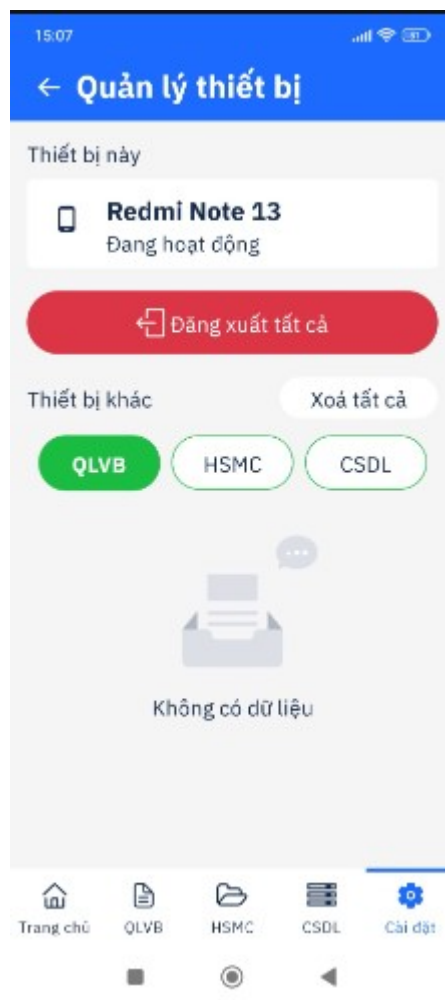 15:07
81
← Quản lý thiết bị
Thiết bị này
Redmi Note 13
Đang hoạt động
Đăng xuất tất cả
Thiết bị khác
Xoá tất cả
QLVB HSMC CSDL
Không có dữ liệu
Trang chủ QLVB HSMC CSDL Cài đặt